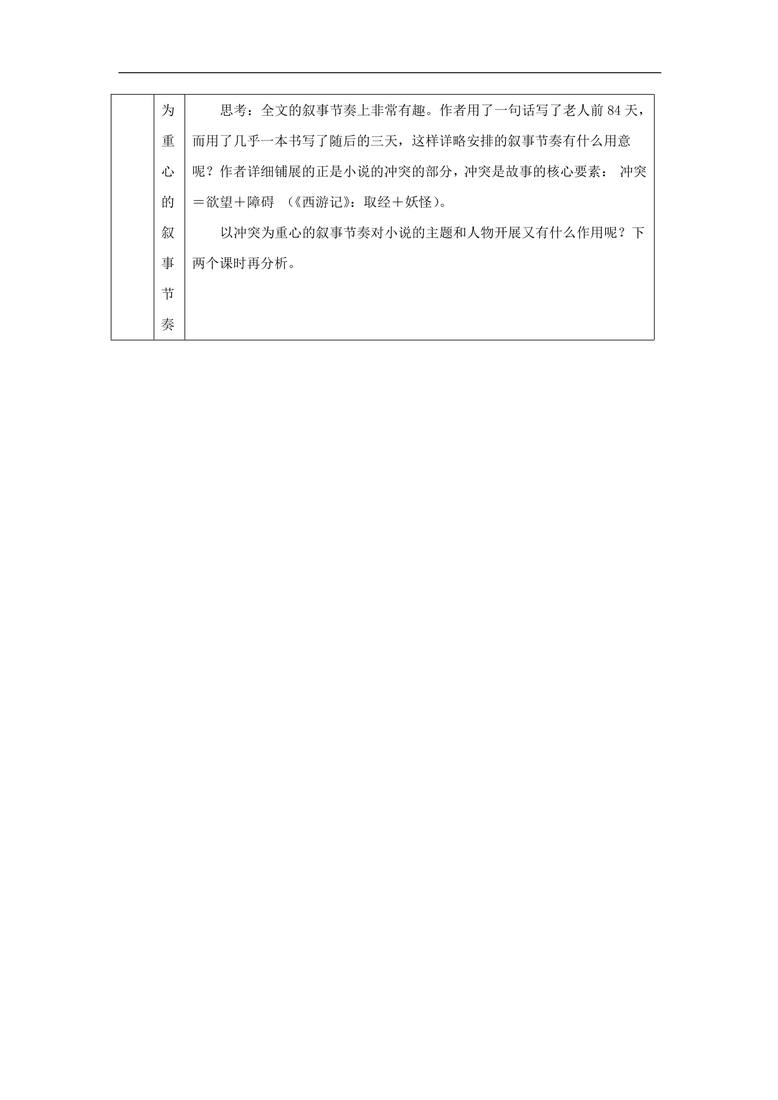 为
重
心
的
叙
事
节
奏
思考：全文的叙事节奏上非常有趣。作者用了一句话写了老人前 84 天，
而用了几乎一本书写了随后的三天，这样详略安排的叙事节奏有什么用意
呢？作者详细铺展的正是小说的冲突的部分，冲突是故事的核心要素： 冲突
＝欲望＋障碍 （《西游记》：取经＋妖怪）。
以冲突为重心的叙事节奏对小说的主题和人物开展又有什么作用呢？下
两个课时再分析。